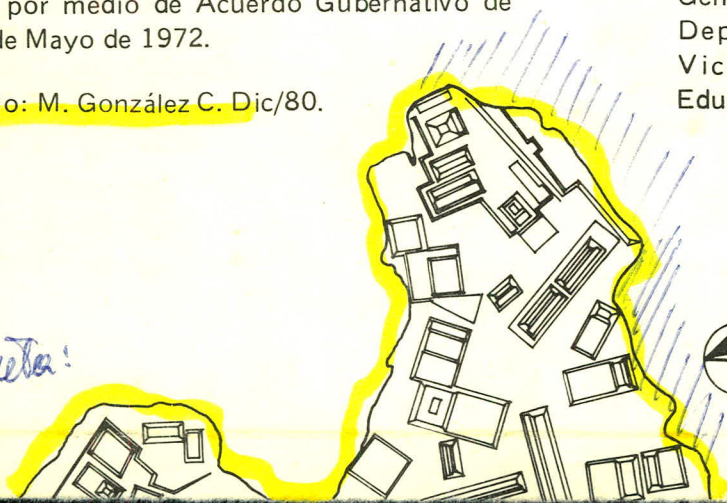 por medio de Acuerdo Gubernativo de
de Mayo de 1972.
o: M. González C. Dic/80.
Dep
Vic
Edu